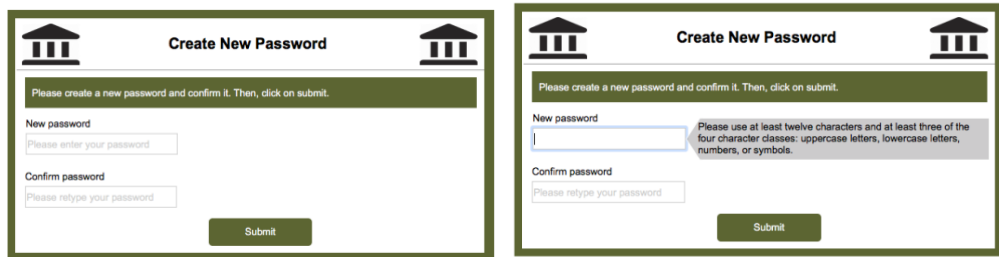 Create New Password
Please create a new password and confirm it. Then, click on submit.
New password
Please enter your password
Confirm password
Please retype your password
Submit
Create New Password
Please create a new password and confirm it. Then, click on submit.
New password
Please use at least twelve characters and at least three of the
four character classes: uppercase letters, lowercase letters,
numbers, or symbols.
Confirm password
Please retype your password
Submit